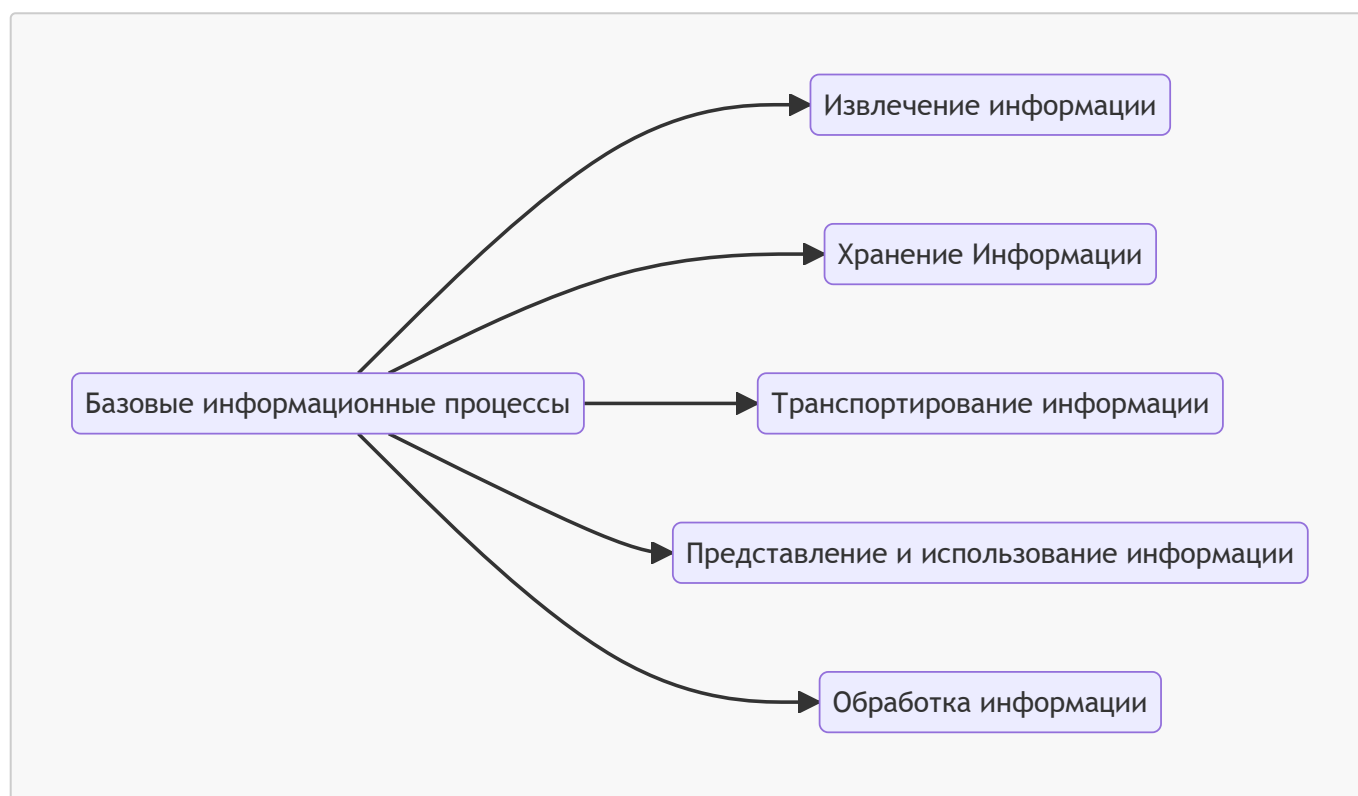 Извлечение информации
Хранение Информации
Базовые информационные процессы
Транспортирование информации
Представление и использование информации
Обработка информации